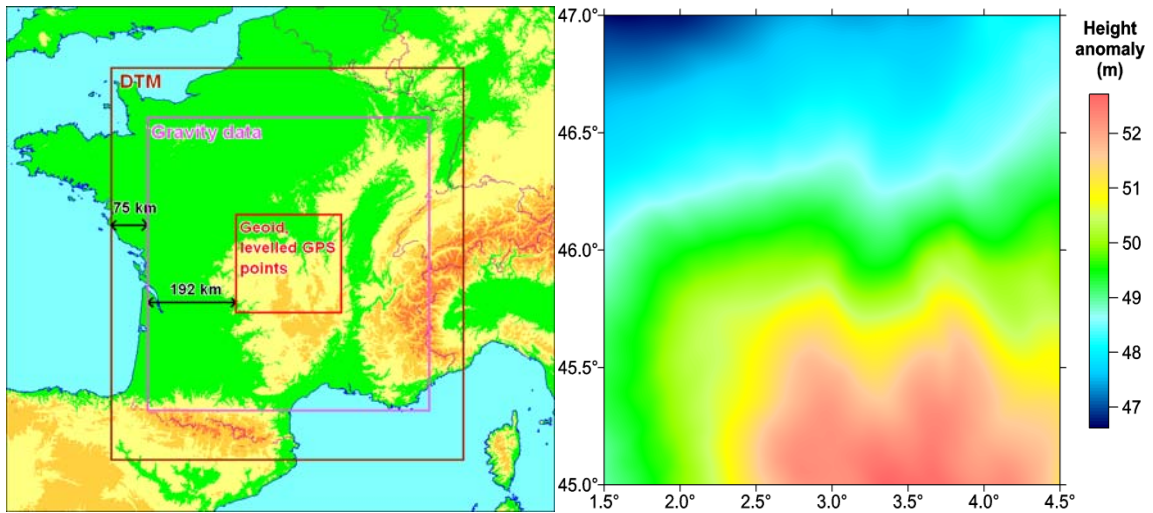 DTM
Gravity data
75 km
Geoid,
levelled GPS
points
192 km
47.0°
46.5°
46.0°
45.5°
45.0°
1.5°
2.0°
2.5°
3.0°
3.5°
4.0°
4.5°
Height
anomaly
(m)
52
51
50
49
48
47